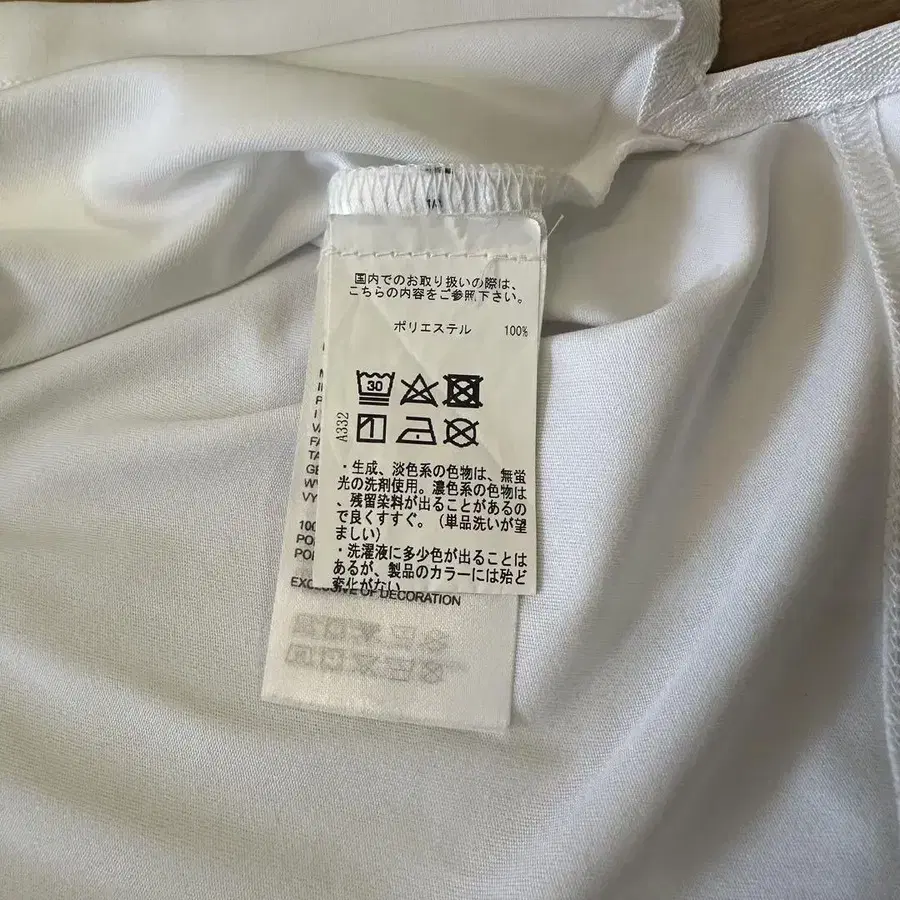 国内でのお取り扱いの際は、
こちらの内容をご参照下さい。
ポリエステル 100%
30
A332
・生成、淡色系の色物は、無蛍
光の洗剤使用。濃色系の色物は
、残留染料が出ることがあるの
で良くすすぐ。（単品洗いが望
ましい）
・洗濯液に多少色が出ることは
あるが、製品のカラーには殆ど
変化がない
OF DECORATION